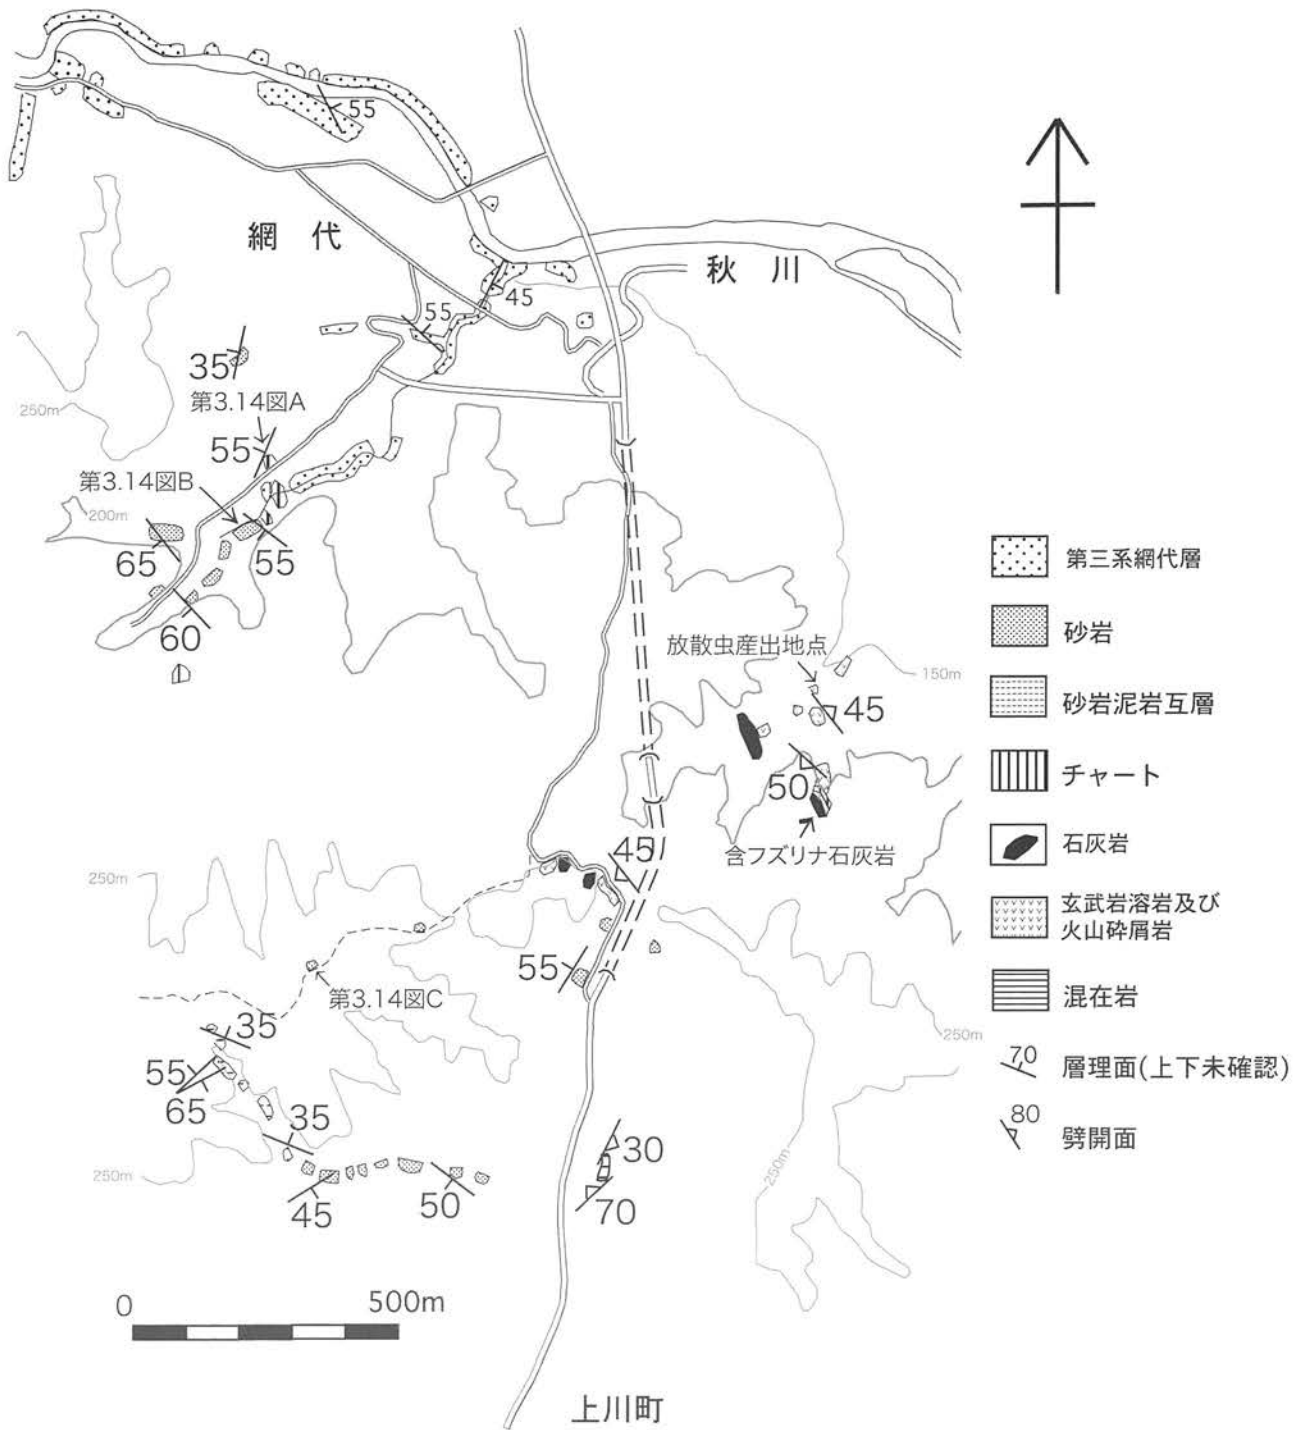 55
網 代
秋 川
45
55
35
第3.14図A
250m
55
第3.14図B
200m
65
55
60
放散虫産出地点
150m
45
50
含フズリナ石灰岩
45
250m
55
第3.14図C
35
250m
55
65
35
250m
45
50
30
70
250m
0
500m
上川町
第三系網代層
砂岩
砂岩泥岩互層
チャート
石灰岩
玄武岩溶岩及び
火山砕屑岩
混在岩
70
層理面(上下未確認)
80
劈開面